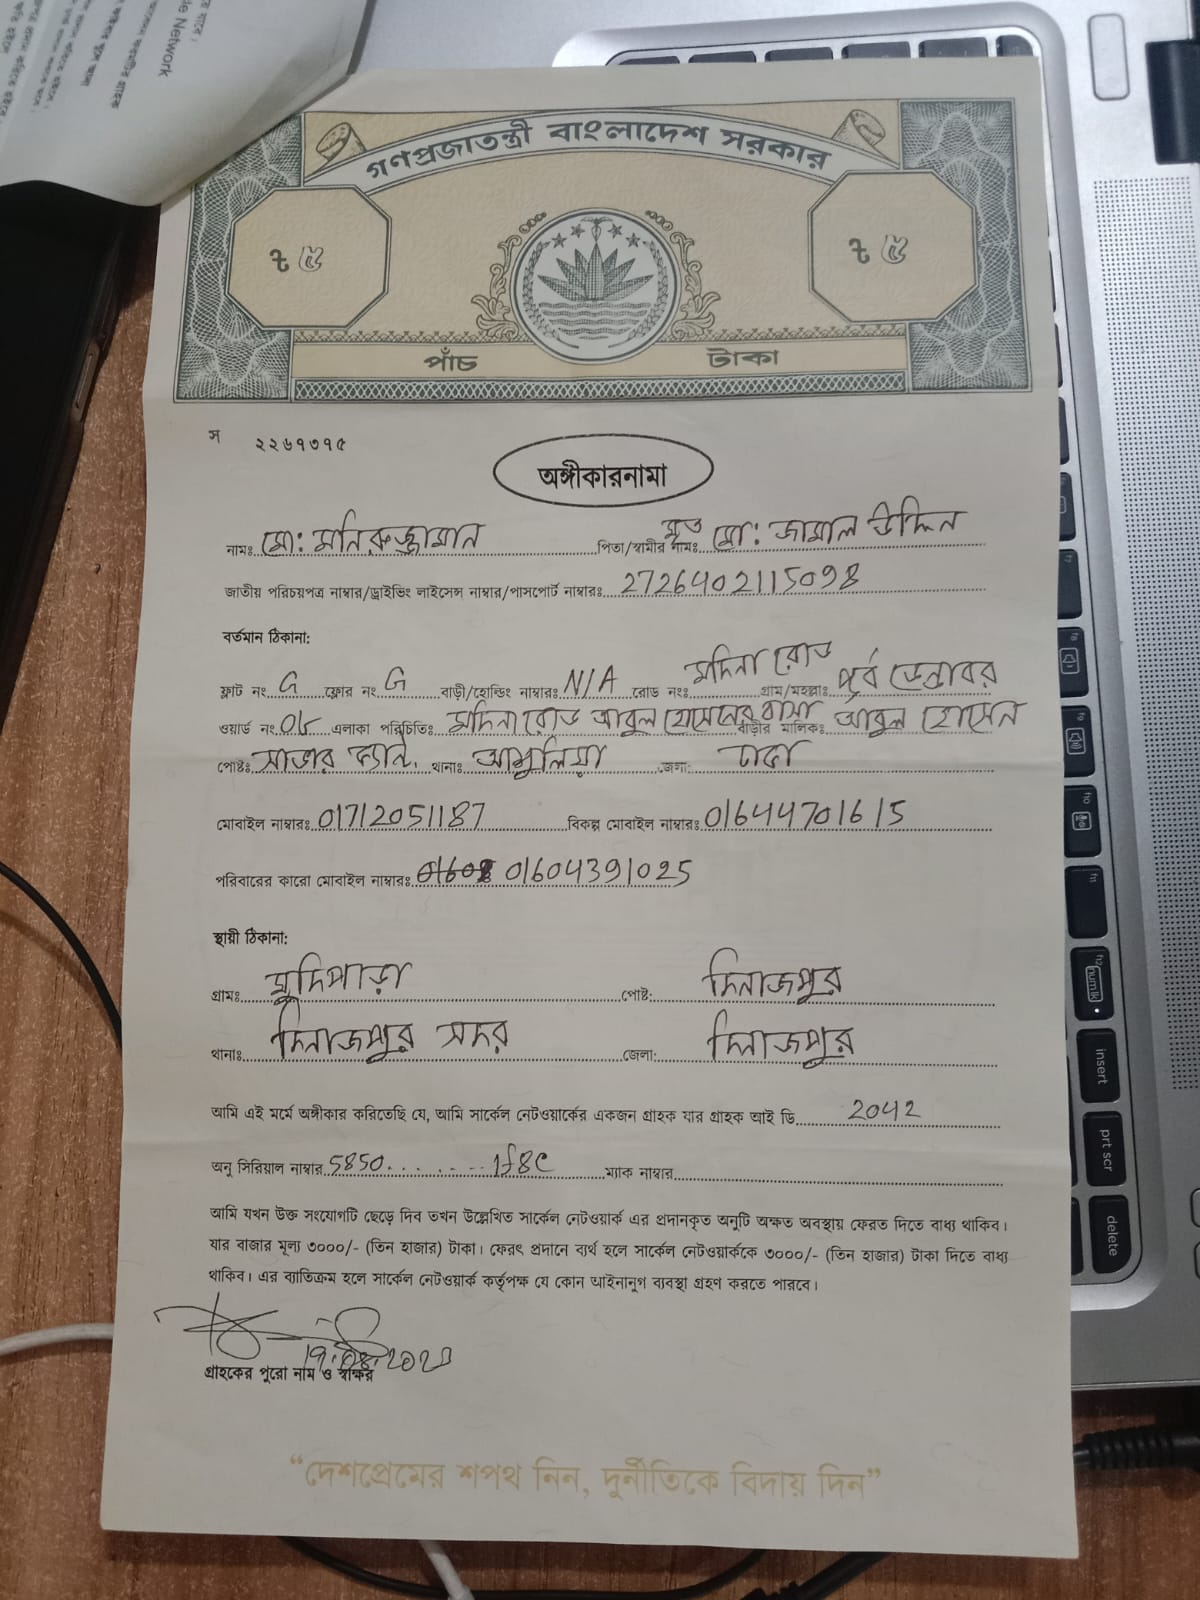 গণপ্রজাতন্ত্রী বাংলাদেশ সরকার
৳ ৫ ৳ ৫
পাঁচ টাকা
স ২২৬৭৩৭৫
অঙ্গীকারনামা
নামঃ মো: মনিরুজ্জামান পিতা/স্বামীর নামঃ মৃত মো: জামাল উদ্দিন
জাতীয় পরিচয়পত্র নাম্বার/ড্রাইভিং লাইসেন্স নাম্বার/পাসপোর্ট নাম্বারঃ 2726402115098
বর্তমান ঠিকানা:
ফ্লাট নং G ফ্লোর নং G বাড়ী/হোল্ডিং নাম্বারঃ N/A রোড নংঃ মদিনা রোড গ্রাম/মহল্লাঃ পূর্ব ডেন্ডাবর
ওয়ার্ড নং এলাকা পরিচিতিঃ মদিনা রোড আবুল হোসেনের বাসা বাড়ীর মালিকঃ আবুল হোসেন
পোষ্টঃ সাভার ক্যান্ট. থানাঃ আশুলিয়া জেলা: ঢাকা
মোবাইল নাম্বারঃ 01712051187 বিকল্প মোবাইল নাম্বারঃ 01644701615
পরিবারের কারো মোবাইল নাম্বারঃ 01604391025
স্থায়ী ঠিকানা:
গ্রামঃ মুদিপাড়া পোষ্ট: দিনাজপুর
থানাঃ দিনাজপুর সদর জেলা: দিনাজপুর
আমি এই মর্মে অঙ্গীকার করিতেছি যে, আমি সার্কেল নেটওয়ার্কের একজন গ্রাহক যার গ্রাহক আই ডি 2042
অনু সিরিয়াল নাম্বার 5850........1f8c ম্যাক নাম্বার
আমি যখন উক্ত সংযোগটি ছেড়ে দিব তখন উল্লেখিত সার্কেল নেটওয়ার্ক এর প্রদানকৃত অনুটি অক্ষত অবস্থায় ফেরত দিতে বাধ্য থাকিব।
যার বাজার মূল্য ৩০০০/- (তিন হাজার) টাকা। ফেরৎ প্রদানে ব্যর্থ হলে সার্কেল নেটওয়ার্ককে ৩০০০/- (তিন হাজার) টাকা দিতে বাধ্য
থাকিব। এর ব্যাতিক্রম হলে সার্কেল নেটওয়ার্ক কর্তৃপক্ষ যে কোন আইনানুগ ব্যবস্থা গ্রহণ করতে পারবে।
গ্রাহকের পুরো নাম ও স্বাক্ষর
“দেশপ্রেমের শপথ নিন, দুর্নীতিকে বিদায় দিন”
insert
prt scr
delete